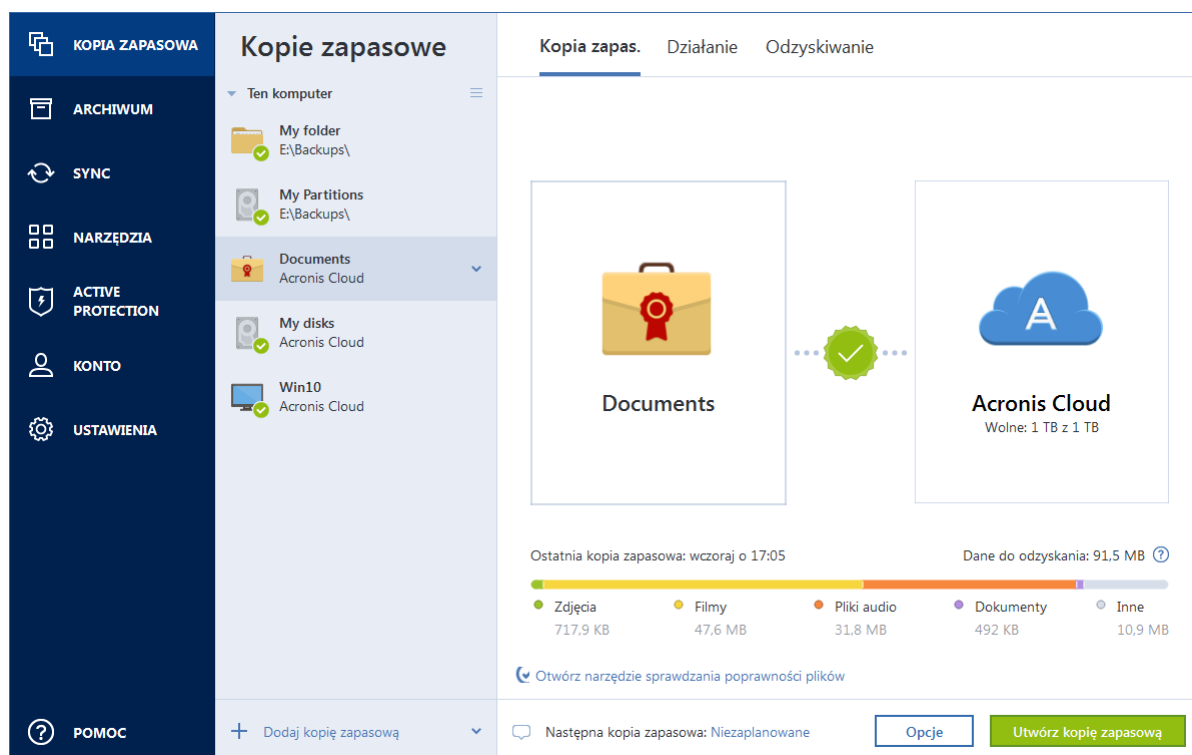 KOPIA ZAPASOWA
ARCHIWUM
SYNC
NARZĘDZIA
ACTIVE
PROTECTION
KONTO
USTAWIENIA
POMOC
Kopie zapasowe
Ten komputer
My folder
E:\Backups\
My Partitions
E:\Backups\
Documents
Acronis Cloud
My disks
Acronis Cloud
Win10
Acronis Cloud
Dodaj kopię zapasową
Kopia zapas. Działanie Odzyskiwanie
Documents
A
Acronis Cloud
Wolne: 1 TB z 1 TB
Ostatnia kopia zapasowa: wczoraj o 17:05 Dane do odzyskania: 91,5 MB ?
Zdjęcia Filmy Pliki audio Dokumenty Inne
717,9 KB 47,6 MB 31,8 MB 492 KB 10,9 MB
Otwórz narzędzie sprawdzania poprawności plików
Następna kopia zapasowa: Niezaplanowane Opcje Utwórz kopię zapasową